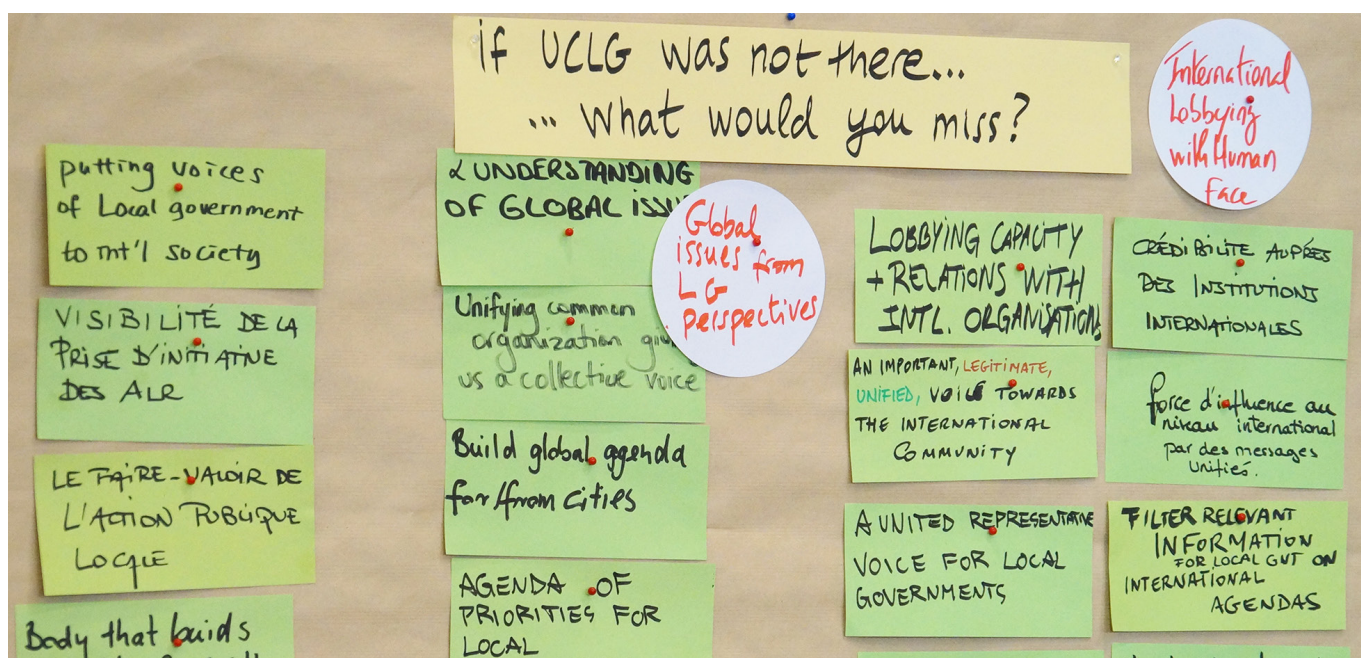 if UCLG was not there...
... What would you miss?
International
Lobbying
with Human
Face
putting voices
of Local government
to int'l society
VISIBILITÉ DE LA
PRISE D'INITIATIVE
DES ALR
LE FAIRE-VALOIR DE
L'ACTION PUBLIQUE
LOCALE
Body that builds
& UNDERSTANDING
OF GLOBAL
Global
issues from
LG
perspectives
Unifying common
organization
us a collective voice
Build global agenda
for/from cities
AGENDA OF
PRIORITIES FOR
LOCAL
LOBBYING CAPACITY
+ RELATIONS WITH
INTL. ORGANISATIONS
AN IMPORTANT, LEGITIMATE,
UNIFIED, VOICE TOWARDS
THE INTERNATIONAL
COMMUNITY
A UNITED REPRESENTATIVE
VOICE FOR LOCAL
GOVERNMENTS
CRÉDIBILITE AUPRÉS
DES INSTITUTIONS
INTERNATIONALES
force d'influence au
niveau international
par des messages
unifiés.
FILTER RELEVANT
INFORMATION
FOR LOCAL GVT ON
INTERNATIONAL
AGENDAS